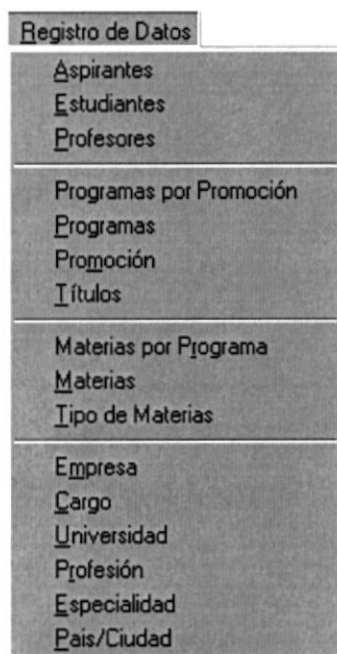 Registro de Datos
Aspirantes
Estudiantes
Profesores
Programas por Promoción
Programas
Promoción
Títulos
Materias por Programa
Materias
Tipo de Materias
Empresa
Cargo
Universidad
Profesión
Especialidad
Pais/Ciudad